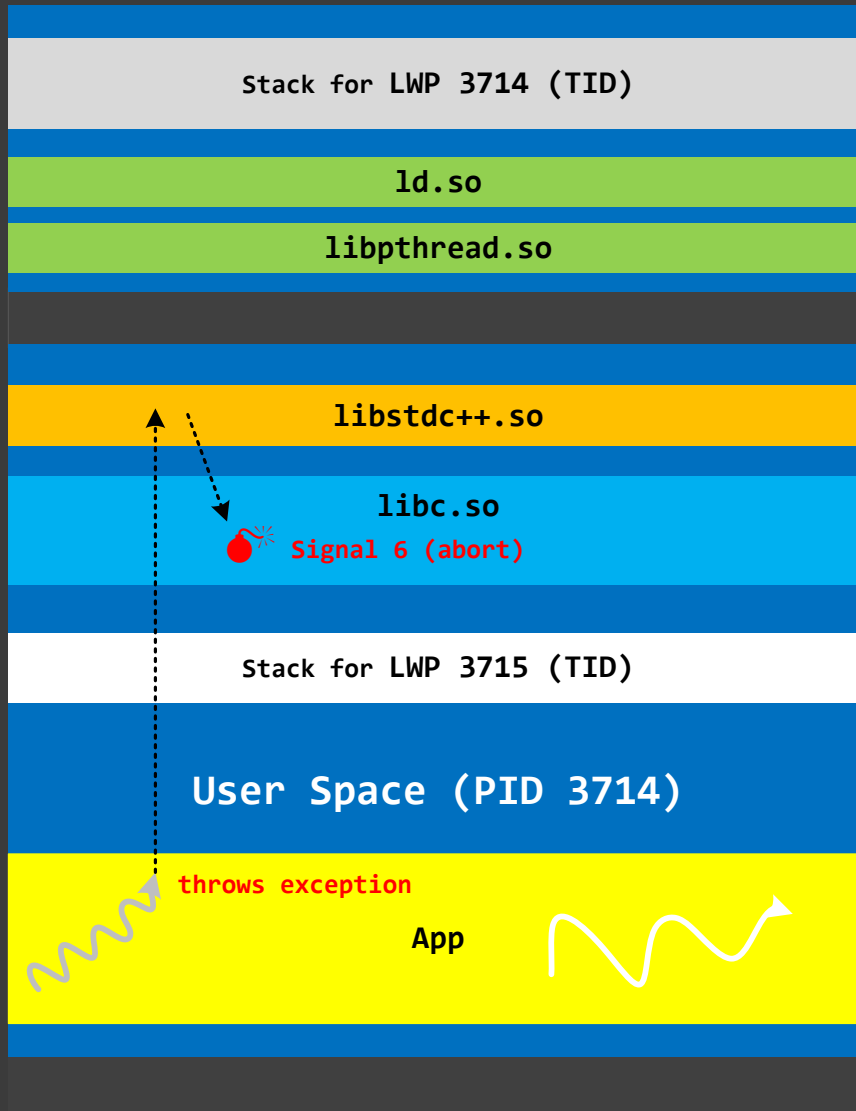 Stack for LWP 3714 (TID)
ld.so
libpthread.so
libstdc++.so
libc.so
Signal 6 (abort)
Stack for LWP 3715 (TID)
User Space (PID 3714)
throws exception
App